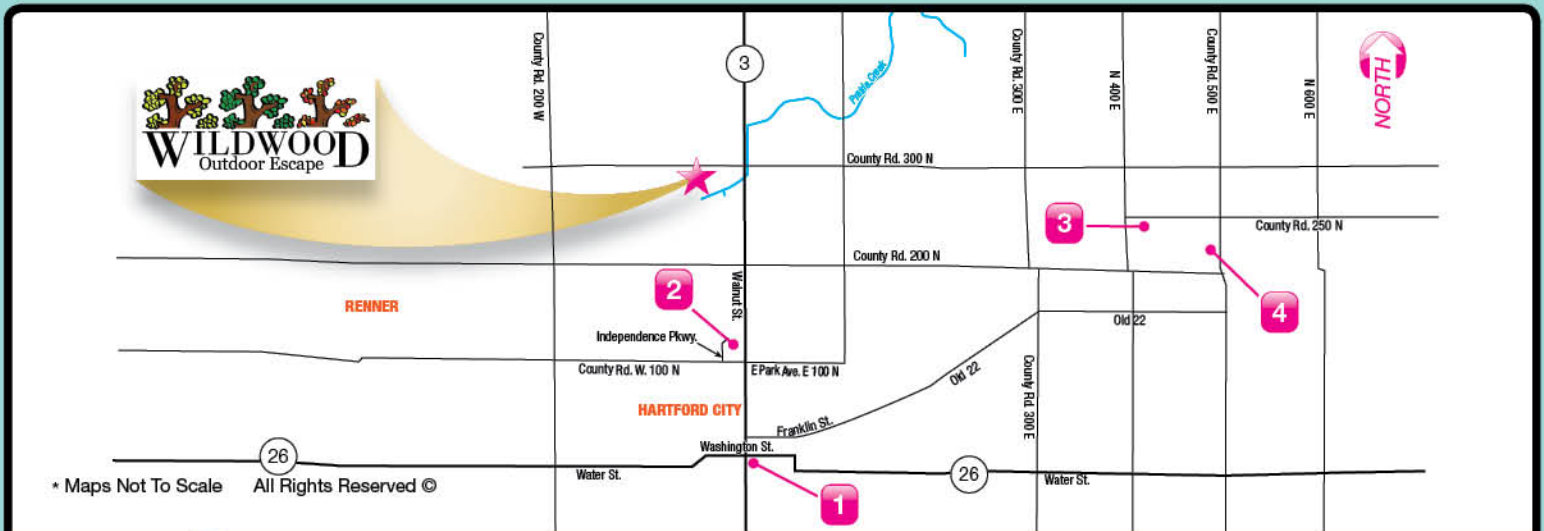 County Rd. 200 W
3
Prairie Creek
County Rd. 300 E
N 400 E
County Rd. 500 E
N 600 E
NORTH
WILDWOOD
Outdoor Escape
County Rd. 300 N
3
County Rd. 250 N
County Rd. 200 N
2
Walnut St.
4
RENNER
Old 22
Independence Pkwy.
County Rd. W. 100 N
E Park Ave. E 100 N
Old 22
County Rd. 300 E
HARTFORD CITY
Franklin St.
Washington St.
26
Water St.
26
Water St.
* Maps Not To Scale All Rights Reserved ©
1